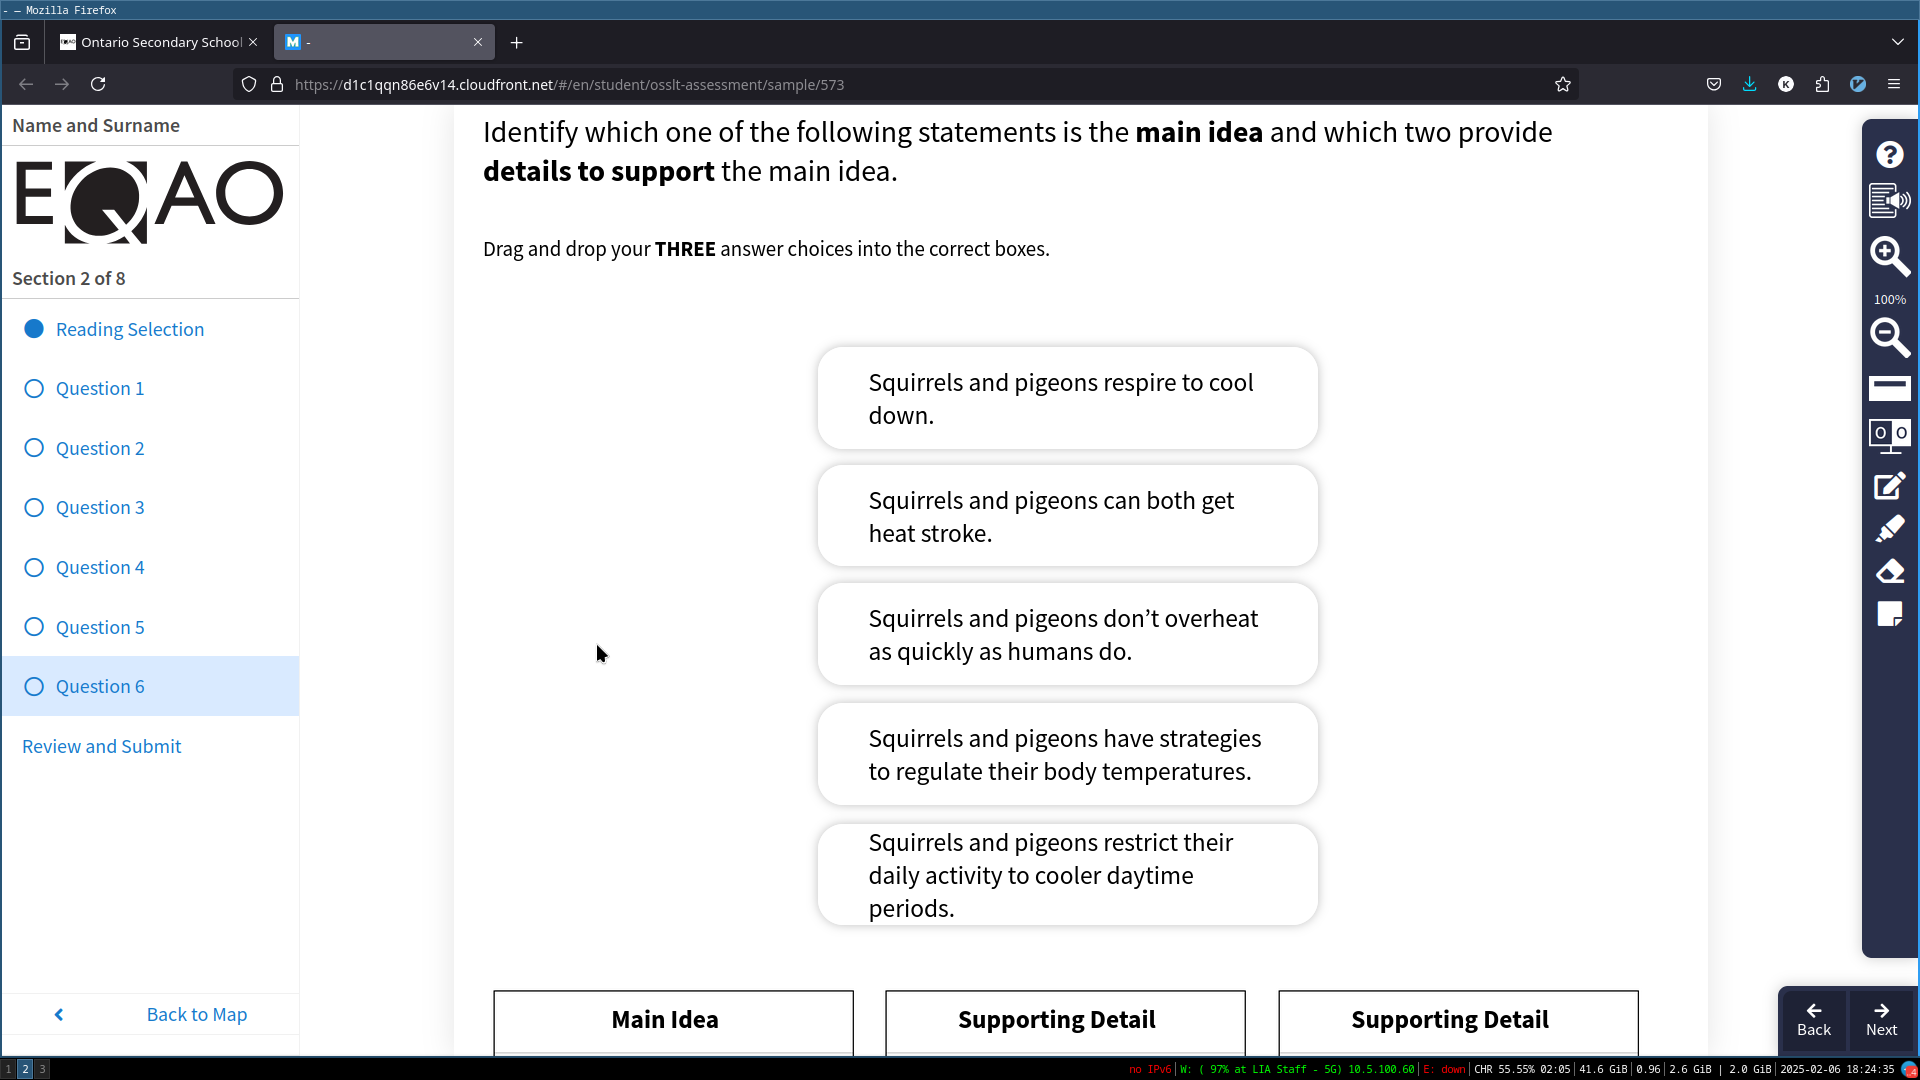 - — Mozilla Firefox
Ontario Secondary School
M -
https://d1c1qqn86e6v14.cloudfront.net/#/en/student/osslt-assessment/sample/573
Name and Surname
EQAO
Section 2 of 8
Reading Selection
Question 1
Question 2
Question 3
Question 4
Question 5
Question 6
Review and Submit
Back to Map
Identify which one of the following statements is the main idea and which two provide
details to support the main idea.
Drag and drop your THREE answer choices into the correct boxes.
Squirrels and pigeons respire to cool
down.
Squirrels and pigeons can both get
heat stroke.
Squirrels and pigeons don’t overheat
as quickly as humans do.
Squirrels and pigeons have strategies
to regulate their body temperatures.
Squirrels and pigeons restrict their
daily activity to cooler daytime
periods.
Main Idea
Supporting Detail
Supporting Detail
100%
Back
Next
1 2 3
no IPv6 | W: ( 97% at LIA Staff - 5G) 10.5.100.60 | E: down | CHR 55.55% 02:05 | 41.6 GiB | 0.96 | 2.6 GiB | 2.0 GiB | 2025-02-06 18:24:35